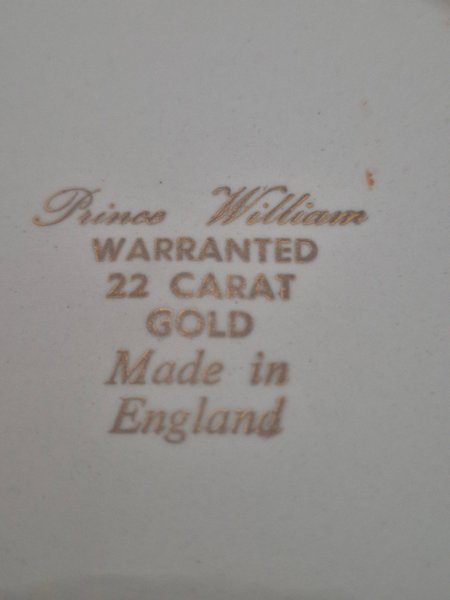 Prince William
WARRANTED
22 CARAT
GOLD
Made in
England